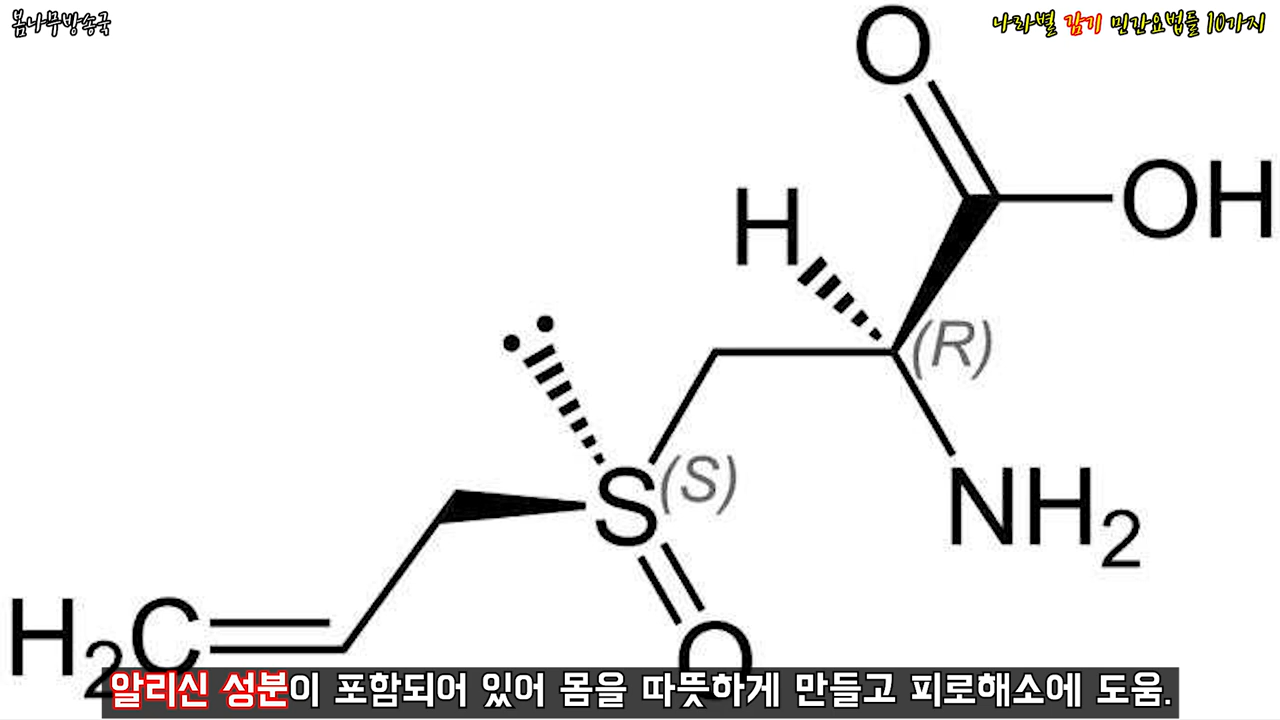 봄나무방송국
나라별 감기 민간요법들 10가지
O
OH
H
(R)
(S)
S
NH2
H2C
O
알리신 성분이 포함되어 있어 몸을 따뜻하게 만들고 피로해소에 도움.